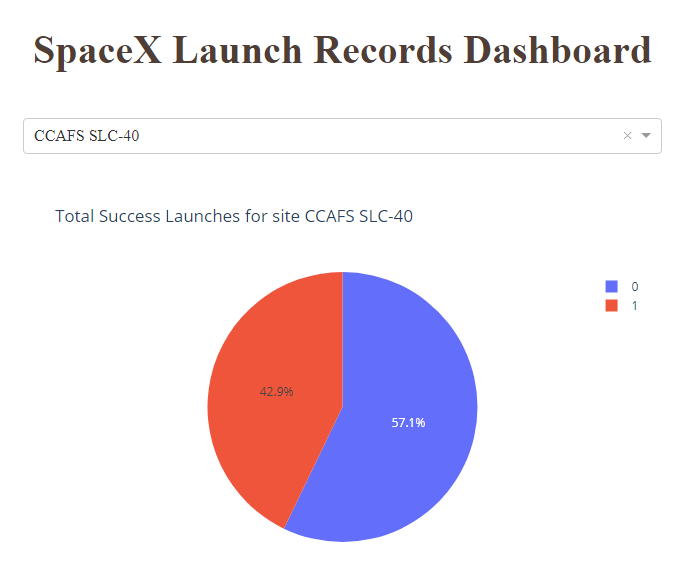 SpaceX Launch Records Dashboard
CCAFS SLC-40
Total Success Launches for site CCAFS SLC-40
0
1
42.9%
57.1%